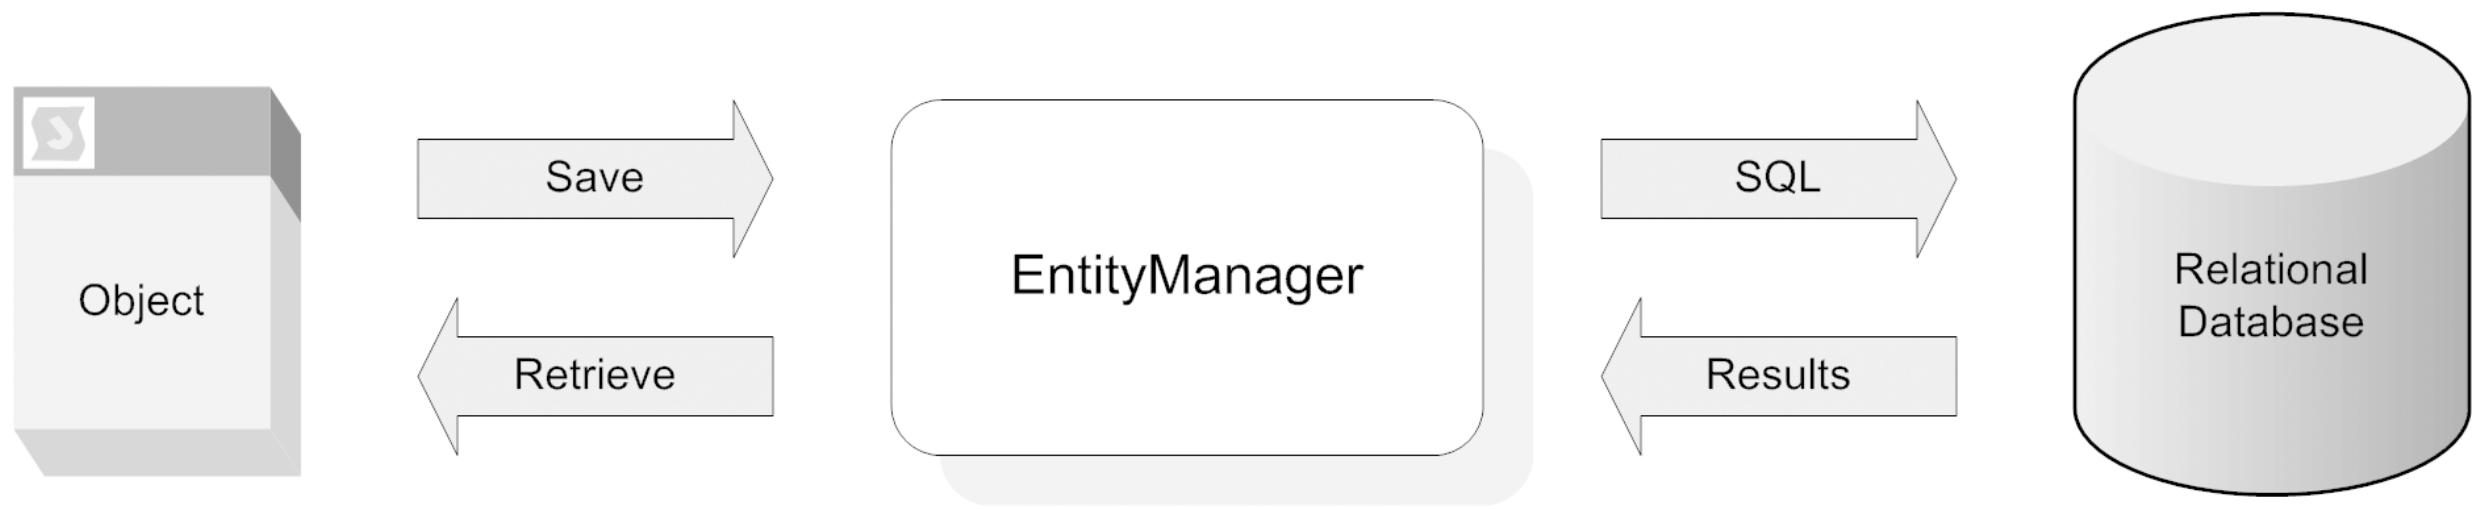 Object
Save
Retrieve
EntityManager
SQL
Results
Relational
Database